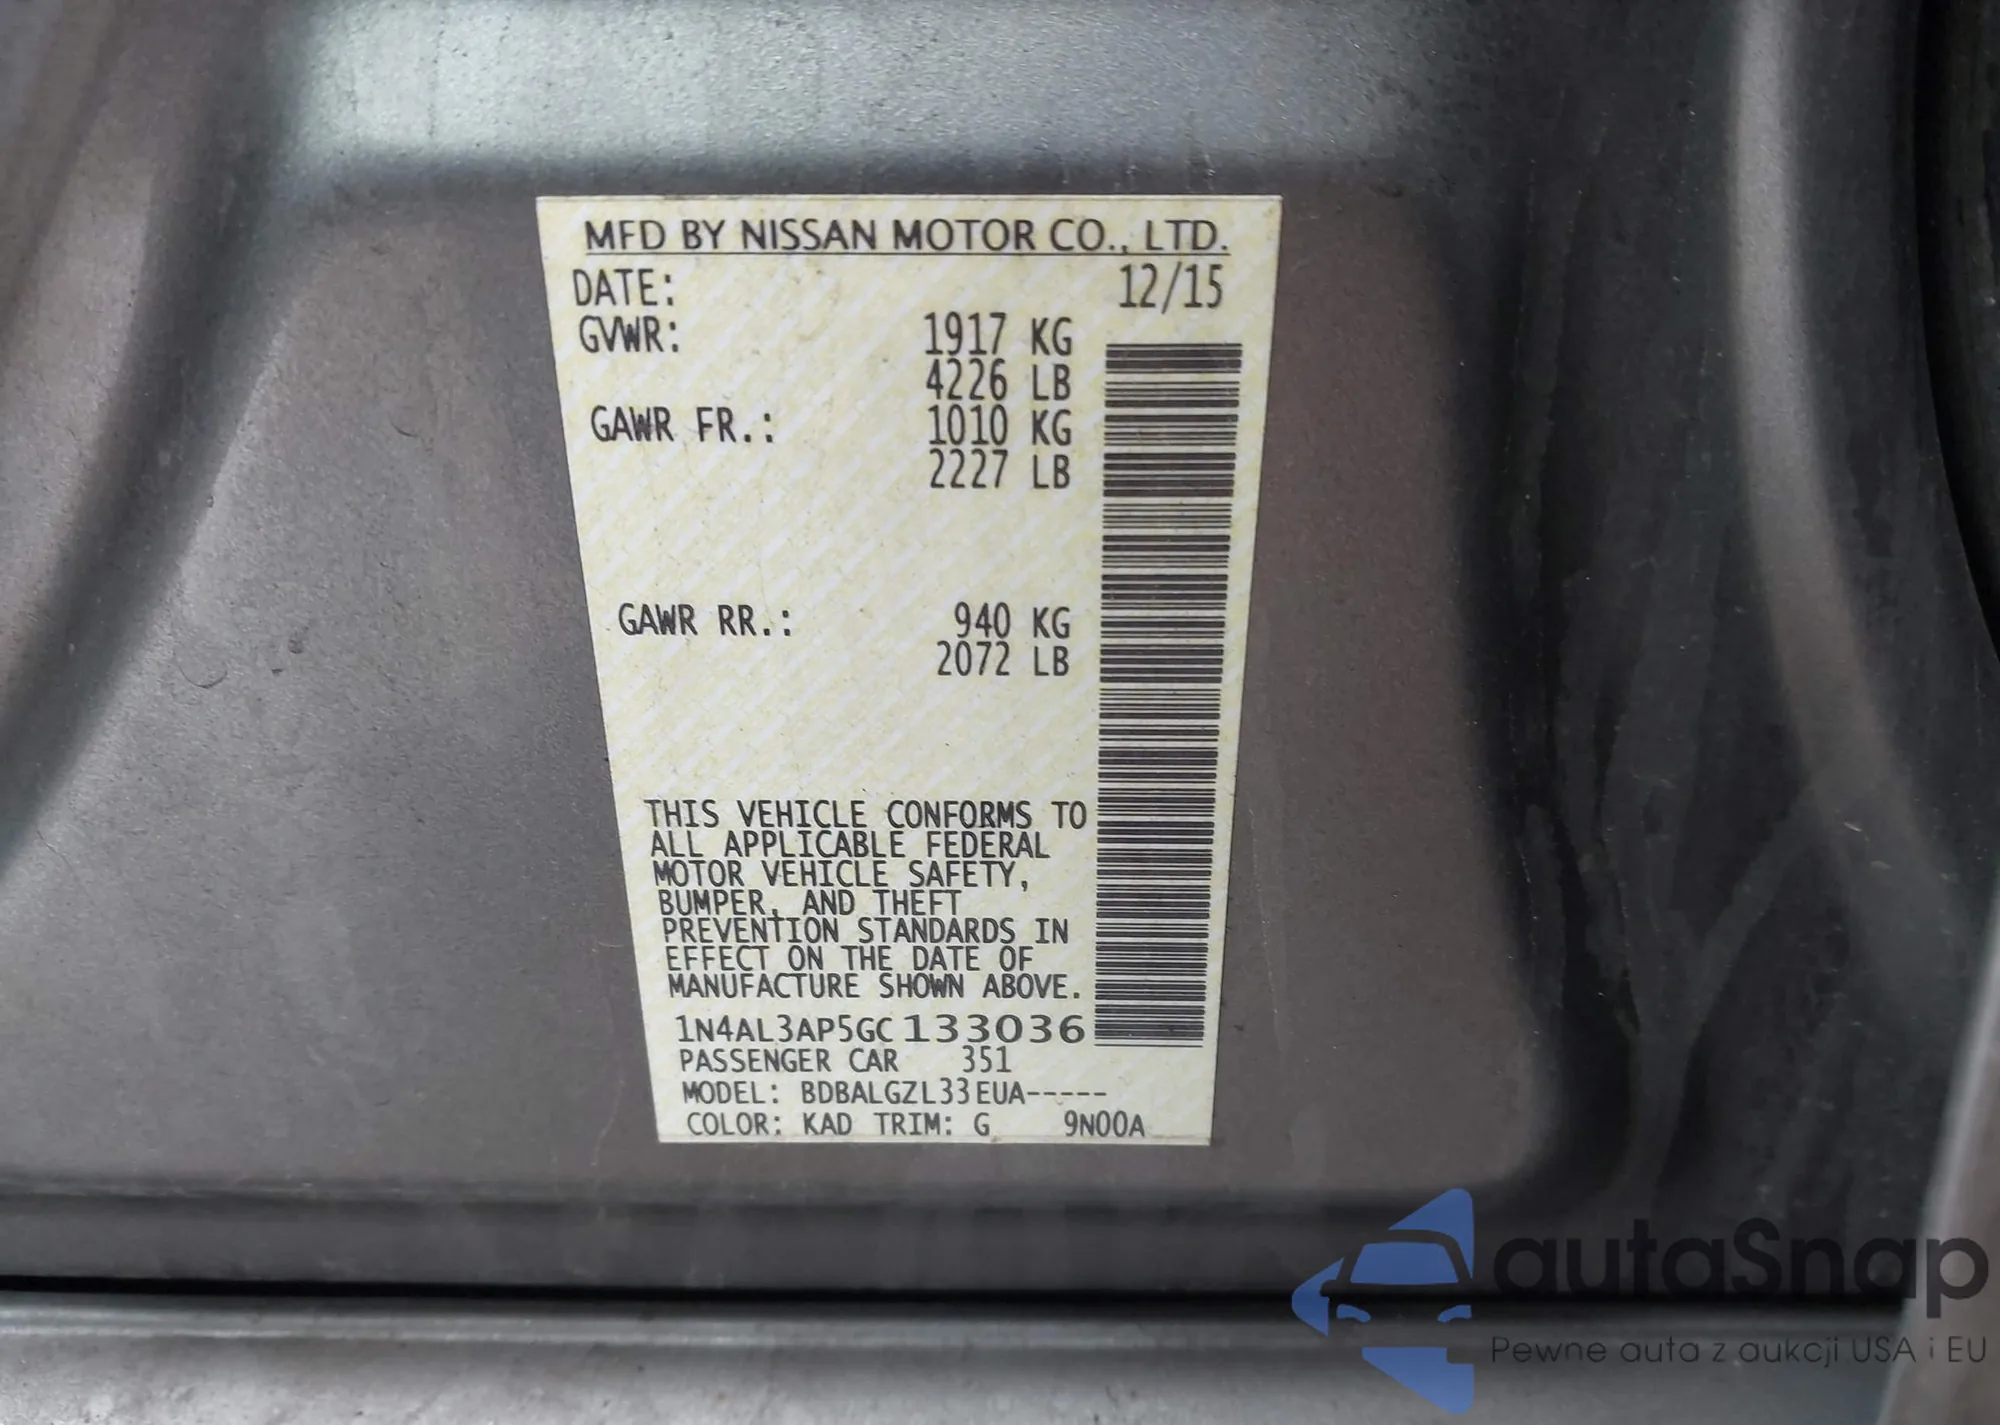 MFD BY NISSAN MOTOR CO., LTD.
DATE: 12/15
GVWR: 1917 KG
4226 LB
GAWR FR.: 1010 KG
2227 LB
GAWR RR.: 940 KG
2072 LB
THIS VEHICLE CONFORMS TO
ALL APPLICABLE FEDERAL
MOTOR VEHICLE SAFETY,
BUMPER, AND THEFT
PREVENTION STANDARDS IN
EFFECT ON THE DATE OF
MANUFACTURE SHOWN ABOVE.
1N4AL3AP5GC133036
PASSENGER CAR 351
MODEL: BDBALGZL33EUA-----
COLOR: KAD TRIM: G 9N00A
autaSnap
Pewne auta z aukcji USA i EU